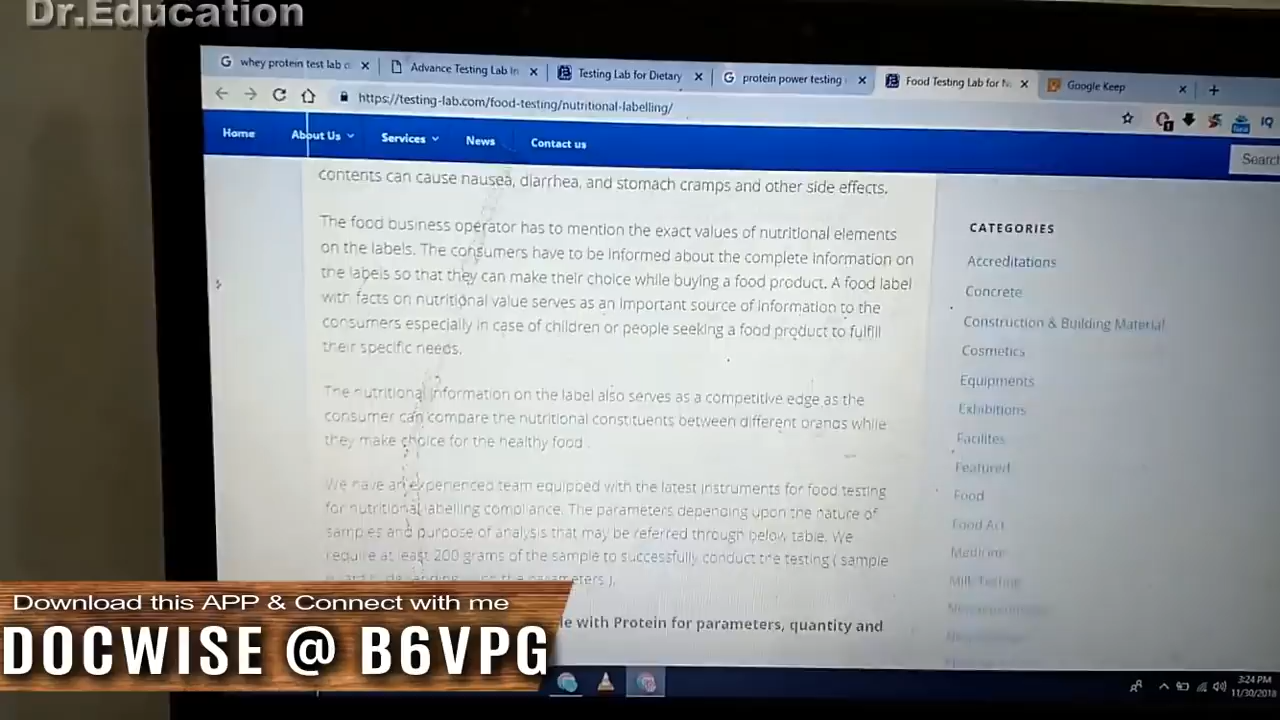 Dr.Education
whey protein test lab
Advance Testing Lab In
Testing Lab for Dietary
protein power testing
Food Testing Lab for N
Google Keep
https://testing-lab.com/food-testing/nutritional-labelling/
Home About Us Services News Contact us
Search
contents can cause nausea, diarrhea, and stomach cramps and other side effects.
The food business operator has to mention the exact values of nutritional elements
on the labels. The consumers have to be informed about the complete information on
the labels so that they can make their choice while buying a food product. A food label
with facts on nutritional value serves as an important source of information to the
consumers especially in case of children or people seeking a food product to fulfill
their specific needs.
The nutritional information on the label also serves as a competitive edge as the
consumer can compare the nutritional constituents between different brands while
they make choice for the healthy food .
We have an experienced team equipped with the latest instruments for food testing
for nutritional labelling compliance. The parameters depending upon the nature of
samples and purpose of analysis that may be referred through below table. We
require at least 200 grams of the sample to successfully conduct the testing ( sample
the parameters ).
with Protein for parameters, quantity and
CATEGORIES
Accreditations
Concrete
Construction & Building Material
Cosmetics
Equipments
Exhibitions
Facilites
Featured
Food
Food Act
Medicine
Milk Testing
Download this APP & Connect with me
DOCWISE @ B6VPG
3:24 PM
11/30/2018